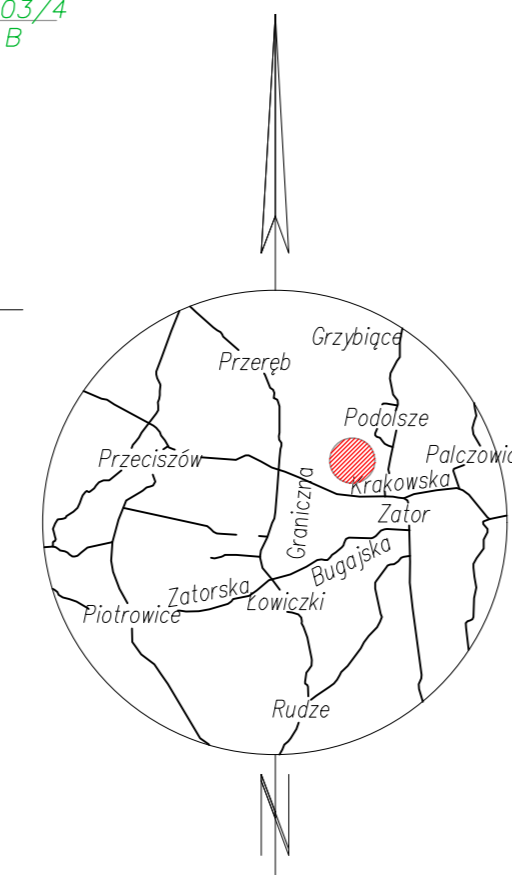 03/4
B
Grzybiące
Przeręb
Podolsze
Przeciszów
Palczowic
Krakowska
Graniczna
Zator
Bugajska
Zatorska
Łowiczki
Piotrowice
Rudze
N